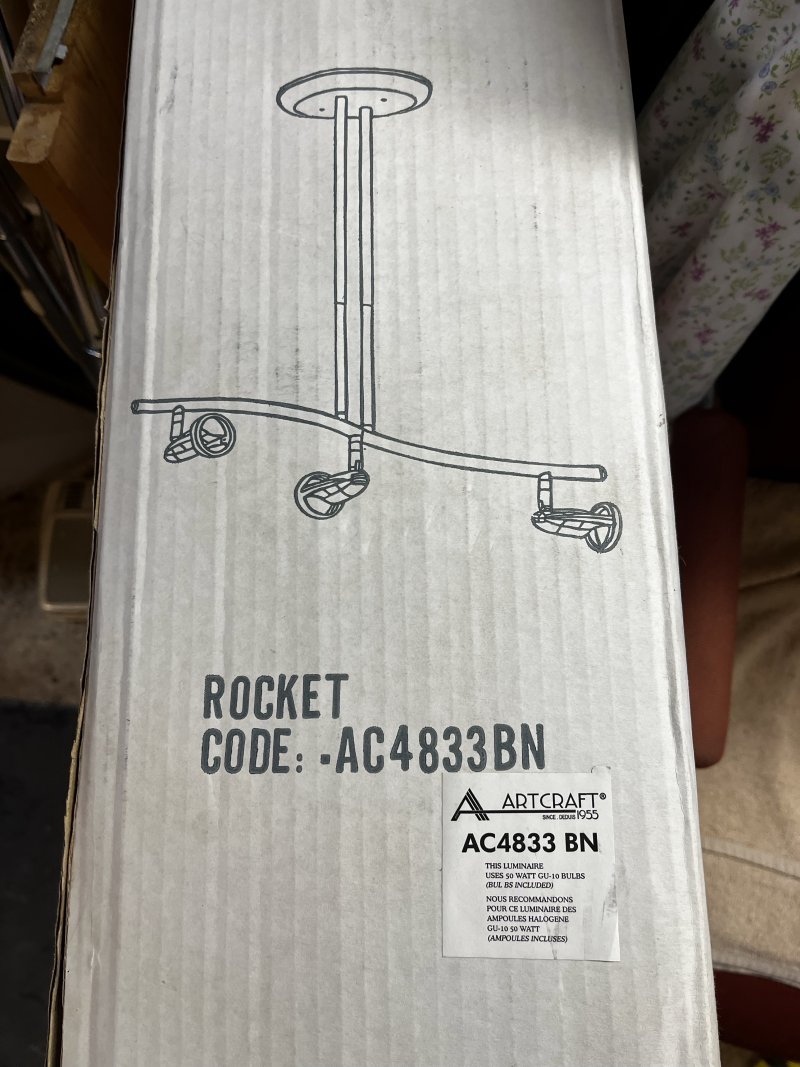 ROCKET
CODE: ·AC4833BN
ARTCRAFT®
SINCE . DEPUIS 1955
AC4833 BN
THIS LUMINAIRE
USES 50 WATT GU-10 BULBS
(BUL BS INCLUDED)
NOUS RECOMMANDONS
POUR CE LUMINAIRE DES
AMPOULES HALOGENE
GU-10 50 WATT
(AMPOULES INCLUSES)